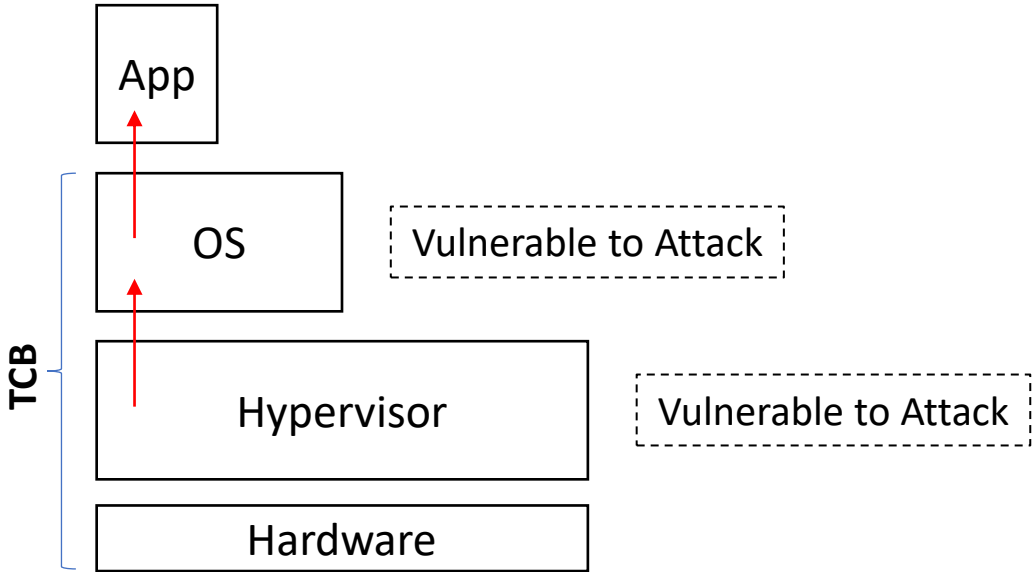 App
OS
Vulnerable to Attack
TCB
Hypervisor
Vulnerable to Attack
Hardware